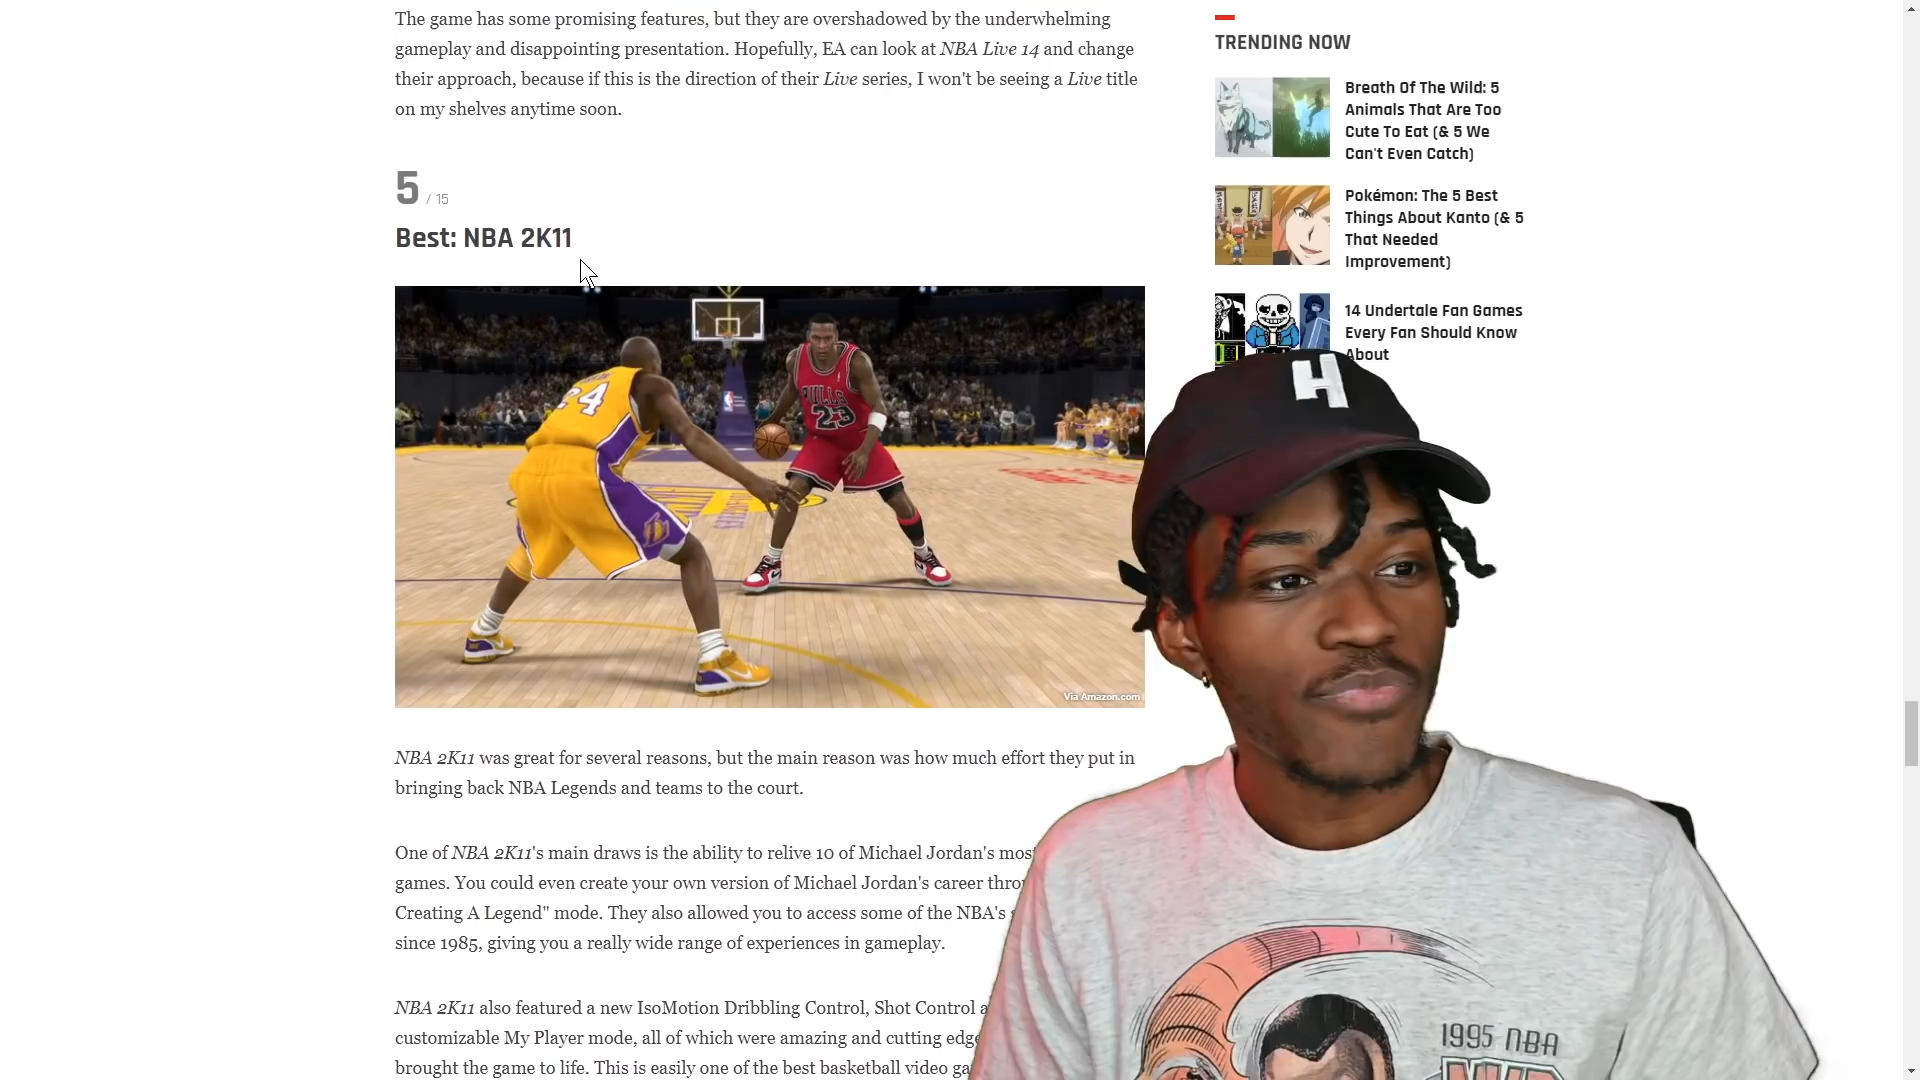 The game has some promising features, but they are overshadowed by the underwhelming
gameplay and disappointing presentation. Hopefully, EA can look at NBA Live 14 and change
their approach, because if this is the direction of their Live series, I won't be seeing a Live title
on my shelves anytime soon.
5 / 15
Best: NBA 2K11
24
BULLS
23
Via Amazon.com
NBA 2K11 was great for several reasons, but the main reason was how much effort they put in
bringing back NBA Legends and teams to the court.
One of NBA 2K11's main draws is the ability to relive 10 of Michael Jordan's most
games. You could even create your own version of Michael Jordan's career
Creating A Legend" mode. They also allowed you to access some of the NBA's
since 1985, giving you a really wide range of experiences in gameplay.
NBA 2K11 also featured a new IsoMotion Dribbling Control, Shot Control
customizable My Player mode, all of which were amazing and cutting edge
brought the game to life. This is easily one of the best basketball video
TRENDING NOW
Breath Of The Wild: 5
Animals That Are Too
Cute To Eat (& 5 We
Can't Even Catch)
Pokémon: The 5 Best
Things About Kanto (& 5
That Needed
Improvement)
14 Undertale Fan Games
Every Fan Should Know
About
H
1995 NBA